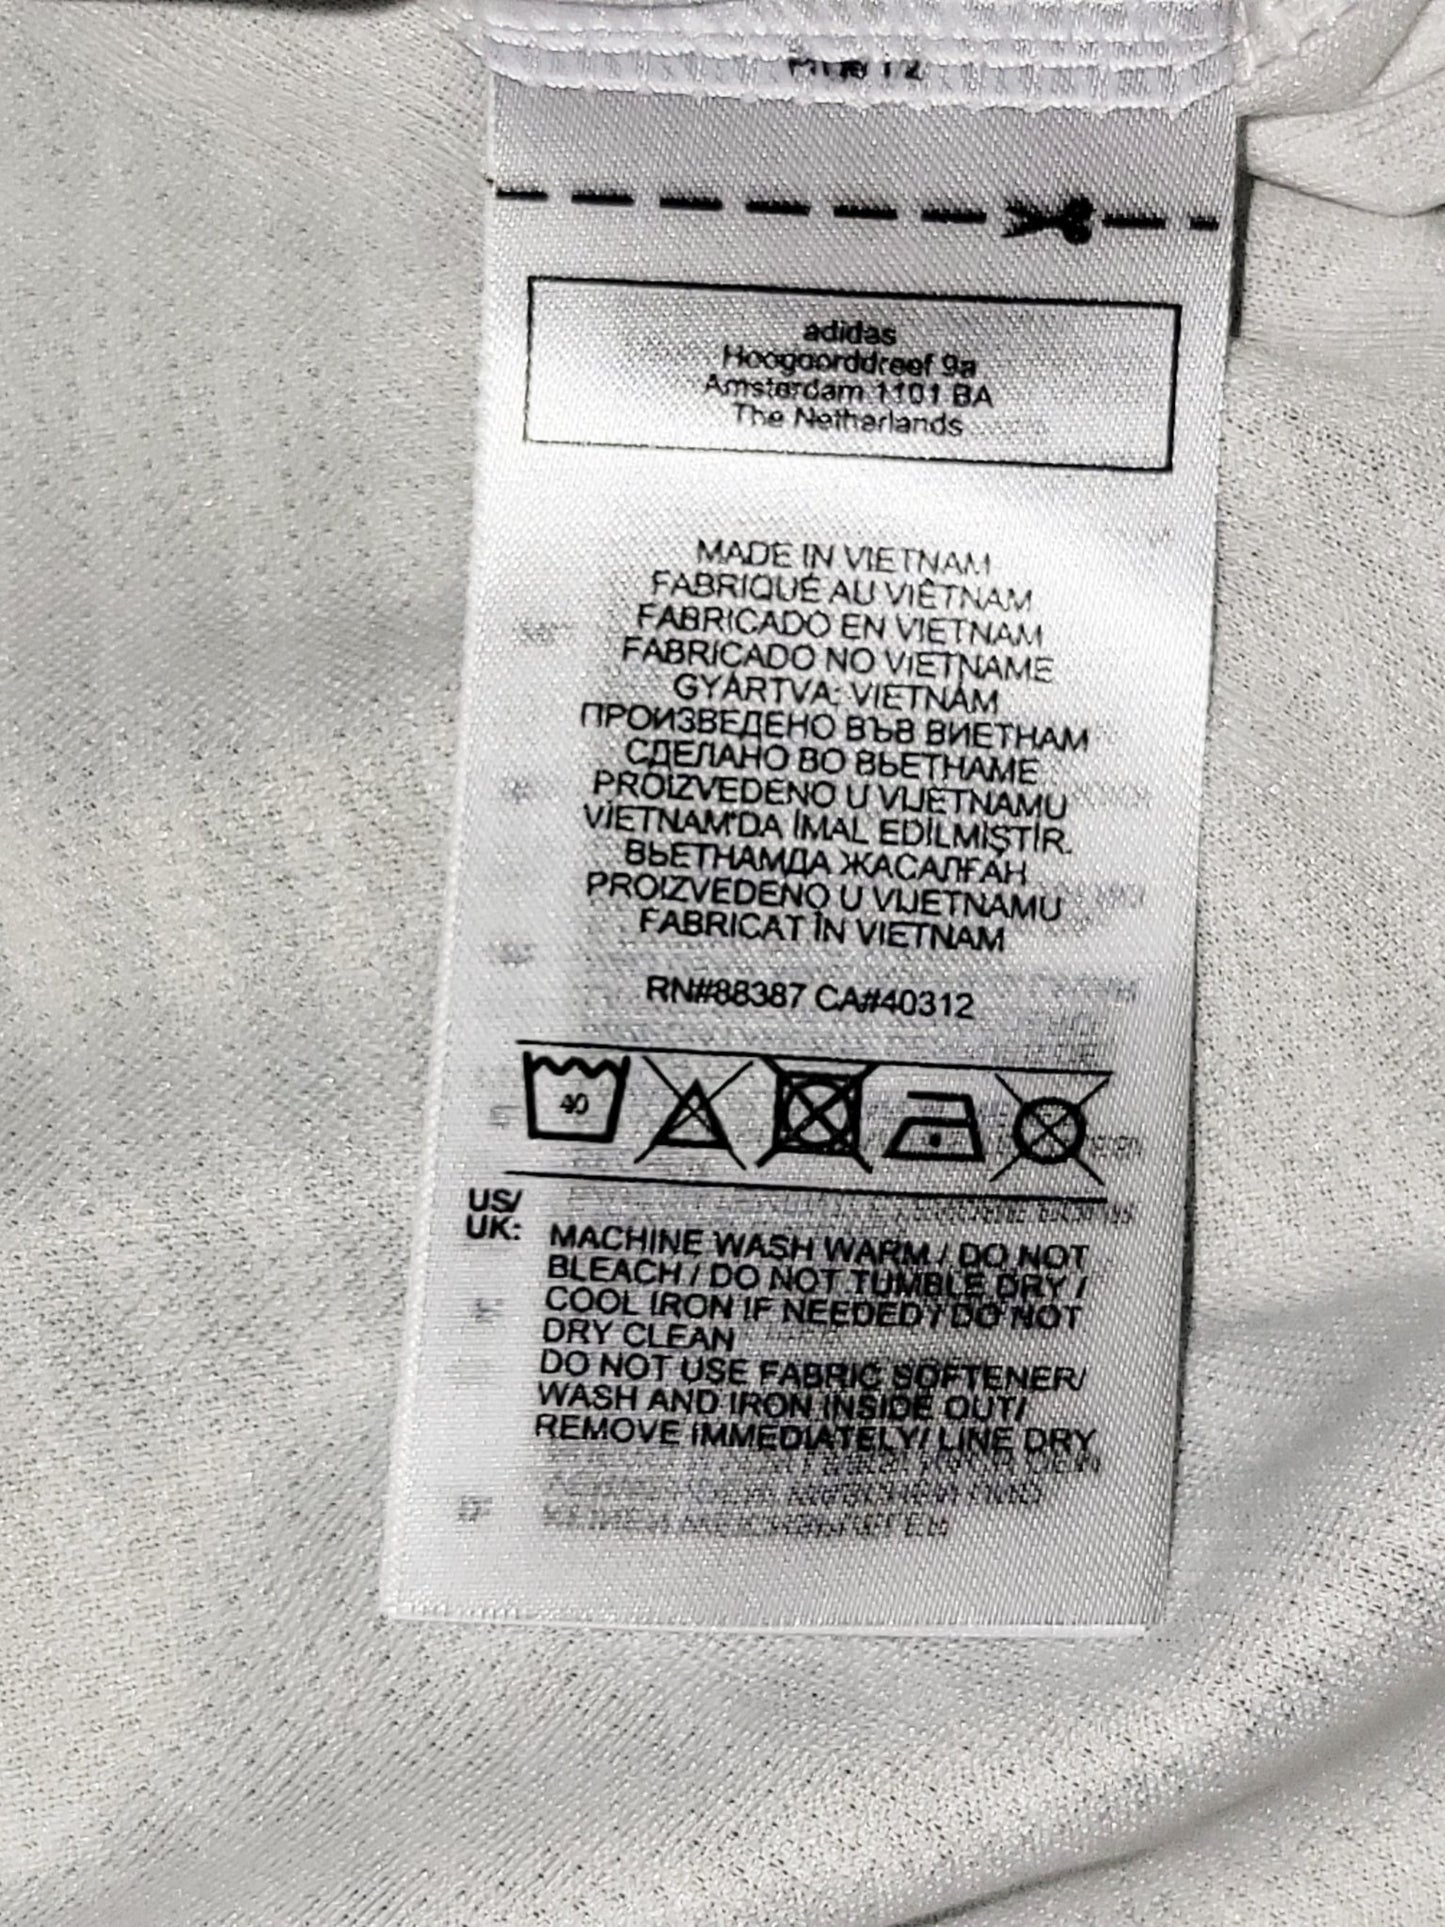 adidas
Hoogoorddreef 9a
Amsterdam 1101 BA
The Netherlands
MADE IN VIETNAM
FABRIQUÉ AU VIÊTNAM
FABRICADO EN VIETNAM
FABRICADO NO VIETNAME
GYÁRTVA: VIETNÁM
ПРОИЗВЕДЕНО ВЪВ ВИЕТНАМ
СДЕЛАНО ВО ВЬЕТНАМЕ
PROIZVEDENO U VIJETNAMU
VİETNAM'DA İMAL EDİLMİŞTİR.
ВЬЕТНАМДА ЖАСАЛҒАН
PROIZVEDENO U VIJETNAMU
FABRICAT ÎN VIETNAM
RN#88387 CA#40312
40
US/
UK: MACHINE WASH WARM / DO NOT
BLEACH / DO NOT TUMBLE DRY /
COOL IRON IF NEEDED / DO NOT
DRY CLEAN
DO NOT USE FABRIC SOFTENER/
WASH AND IRON INSIDE OUT/
REMOVE IMMEDIATELY/ LINE DRY